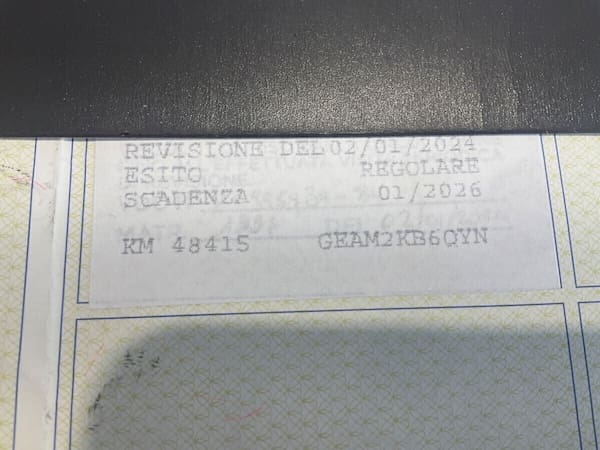 REVISIONE DEL 02/01/2024
ESITO REGOLARE
SCADENZA 01/2026
KM 48415 GEAM2KB6QYN